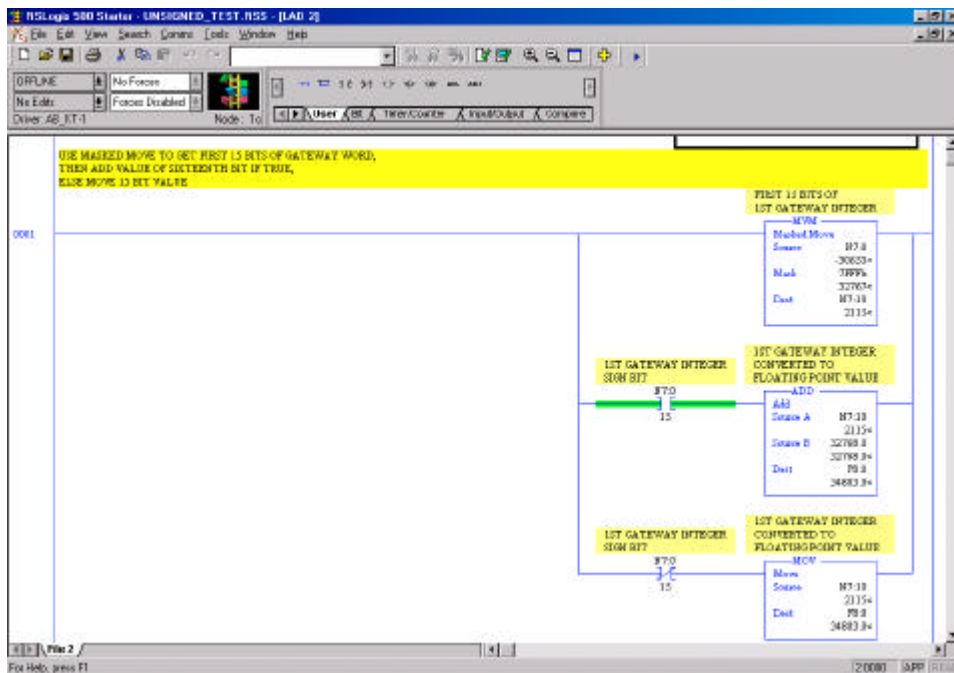 RSLogix 500 Starter - UNSIGNED_TEST.RSS - [LAD 2]
File Edit View Search Comms Tools Window Help
OFFLINE No Forces
No Edits Forces Disabled
Driver: AB_KT-1 Node: 1o
User Bit Timer/Counter Input/Output Compare
USE MASKED MOVE TO GET FIRST 15 BITS OF GATEWAY WORD,
THEN ADD VALUE OF SIXTEENTH BIT IF TRUE,
ELSE MOVE 15 BIT VALUE
FIRST 15 BITS OF
1ST GATEWAY INTEGER
MVM
0001
Masked Move
Source N7:0
Mask 7FFFh
32767<
Dest N7:10
2115<
1ST GATEWAY INTEGER
SIGN BIT
N7:0
15
1ST GATEWAY INTEGER
CONVERTED TO
FLOATING POINT VALUE
ADD
Add
Source A N7:10
2115<
Source B 32768.0
32768.0<
Dest F8:0
34883.0<
1ST GATEWAY INTEGER
SIGN BIT
N7:0
15
1ST GATEWAY INTEGER
CONVERTED TO
FLOATING POINT VALUE
MOV
Move
Source N7:10
2115<
Dest F8:0
34883.0<
File 2
For Help, press F1
2:0000 APP READ